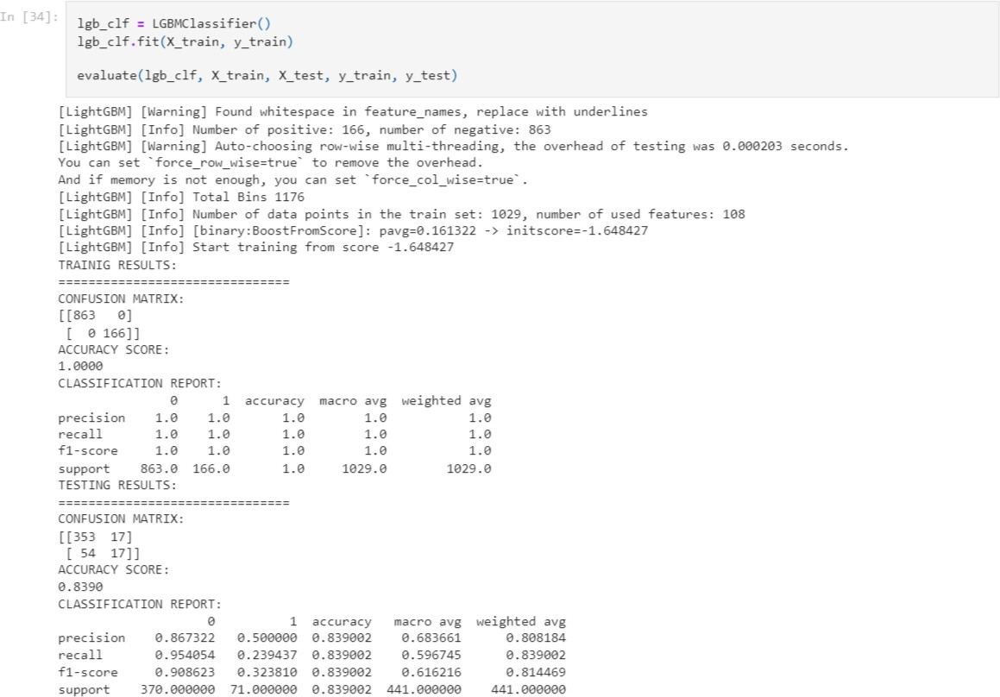 In [34]:
lgb_clf = LGBMClassifier()
lgb_clf.fit(X_train, y_train)
evaluate(lgb_clf, X_train, X_test, y_train, y_test)
[LightGBM] [Warning] Found whitespace in feature_names, replace with underlines
[LightGBM] [Info] Number of positive: 166, number of negative: 863
[LightGBM] [Warning] Auto-choosing row-wise multi-threading, the overhead of testing was 0.000203 seconds.
You can set `force_row_wise=true` to remove the overhead.
And if memory is not enough, you can set `force_col_wise=true`.
[LightGBM] [Info] Total Bins 1176
[LightGBM] [Info] Number of data points in the train set: 1029, number of used features: 108
[LightGBM] [Info] [binary:BoostFromScore]: pavg=0.161322 -> initscore=-1.648427
[LightGBM] [Info] Start training from score -1.648427
TRAINIG RESULTS:
===============================
CONFUSION MATRIX:
[[863   0]
 [  0 166]]
ACCURACY SCORE:
1.0000
CLASSIFICATION REPORT:
               0      1  accuracy  macro avg  weighted avg
precision    1.0    1.0       1.0        1.0           1.0
recall       1.0    1.0       1.0        1.0           1.0
f1-score     1.0    1.0       1.0        1.0           1.0
support    863.0  166.0       1.0     1029.0        1029.0
TESTING RESULTS:
===============================
CONFUSION MATRIX:
[[353  17]
 [ 54  17]]
ACCURACY SCORE:
0.8390
CLASSIFICATION REPORT:
                    0          1  accuracy   macro avg  weighted avg
precision    0.867322   0.500000  0.839002    0.683661      0.808184
recall       0.954054   0.239437  0.839002    0.596745      0.839002
f1-score     0.908623   0.323810  0.839002    0.616216      0.814469
support    370.000000  71.000000  0.839002  441.000000    441.000000